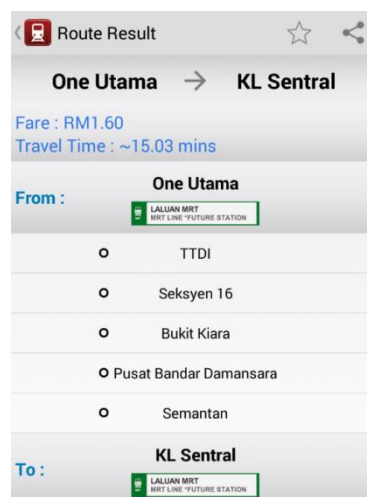 Route Result
One Utama → KL Sentral
Fare : RM1.60
Travel Time : ~15.03 mins
From :
One Utama
LALUAN MRT
MRT LINE *FUTURE STATION
TTDI
Seksyen 16
Bukit Kiara
Pusat Bandar Damansara
Semantan
To :
KL Sentral
LALUAN MRT
MRT LINE *FUTURE STATION